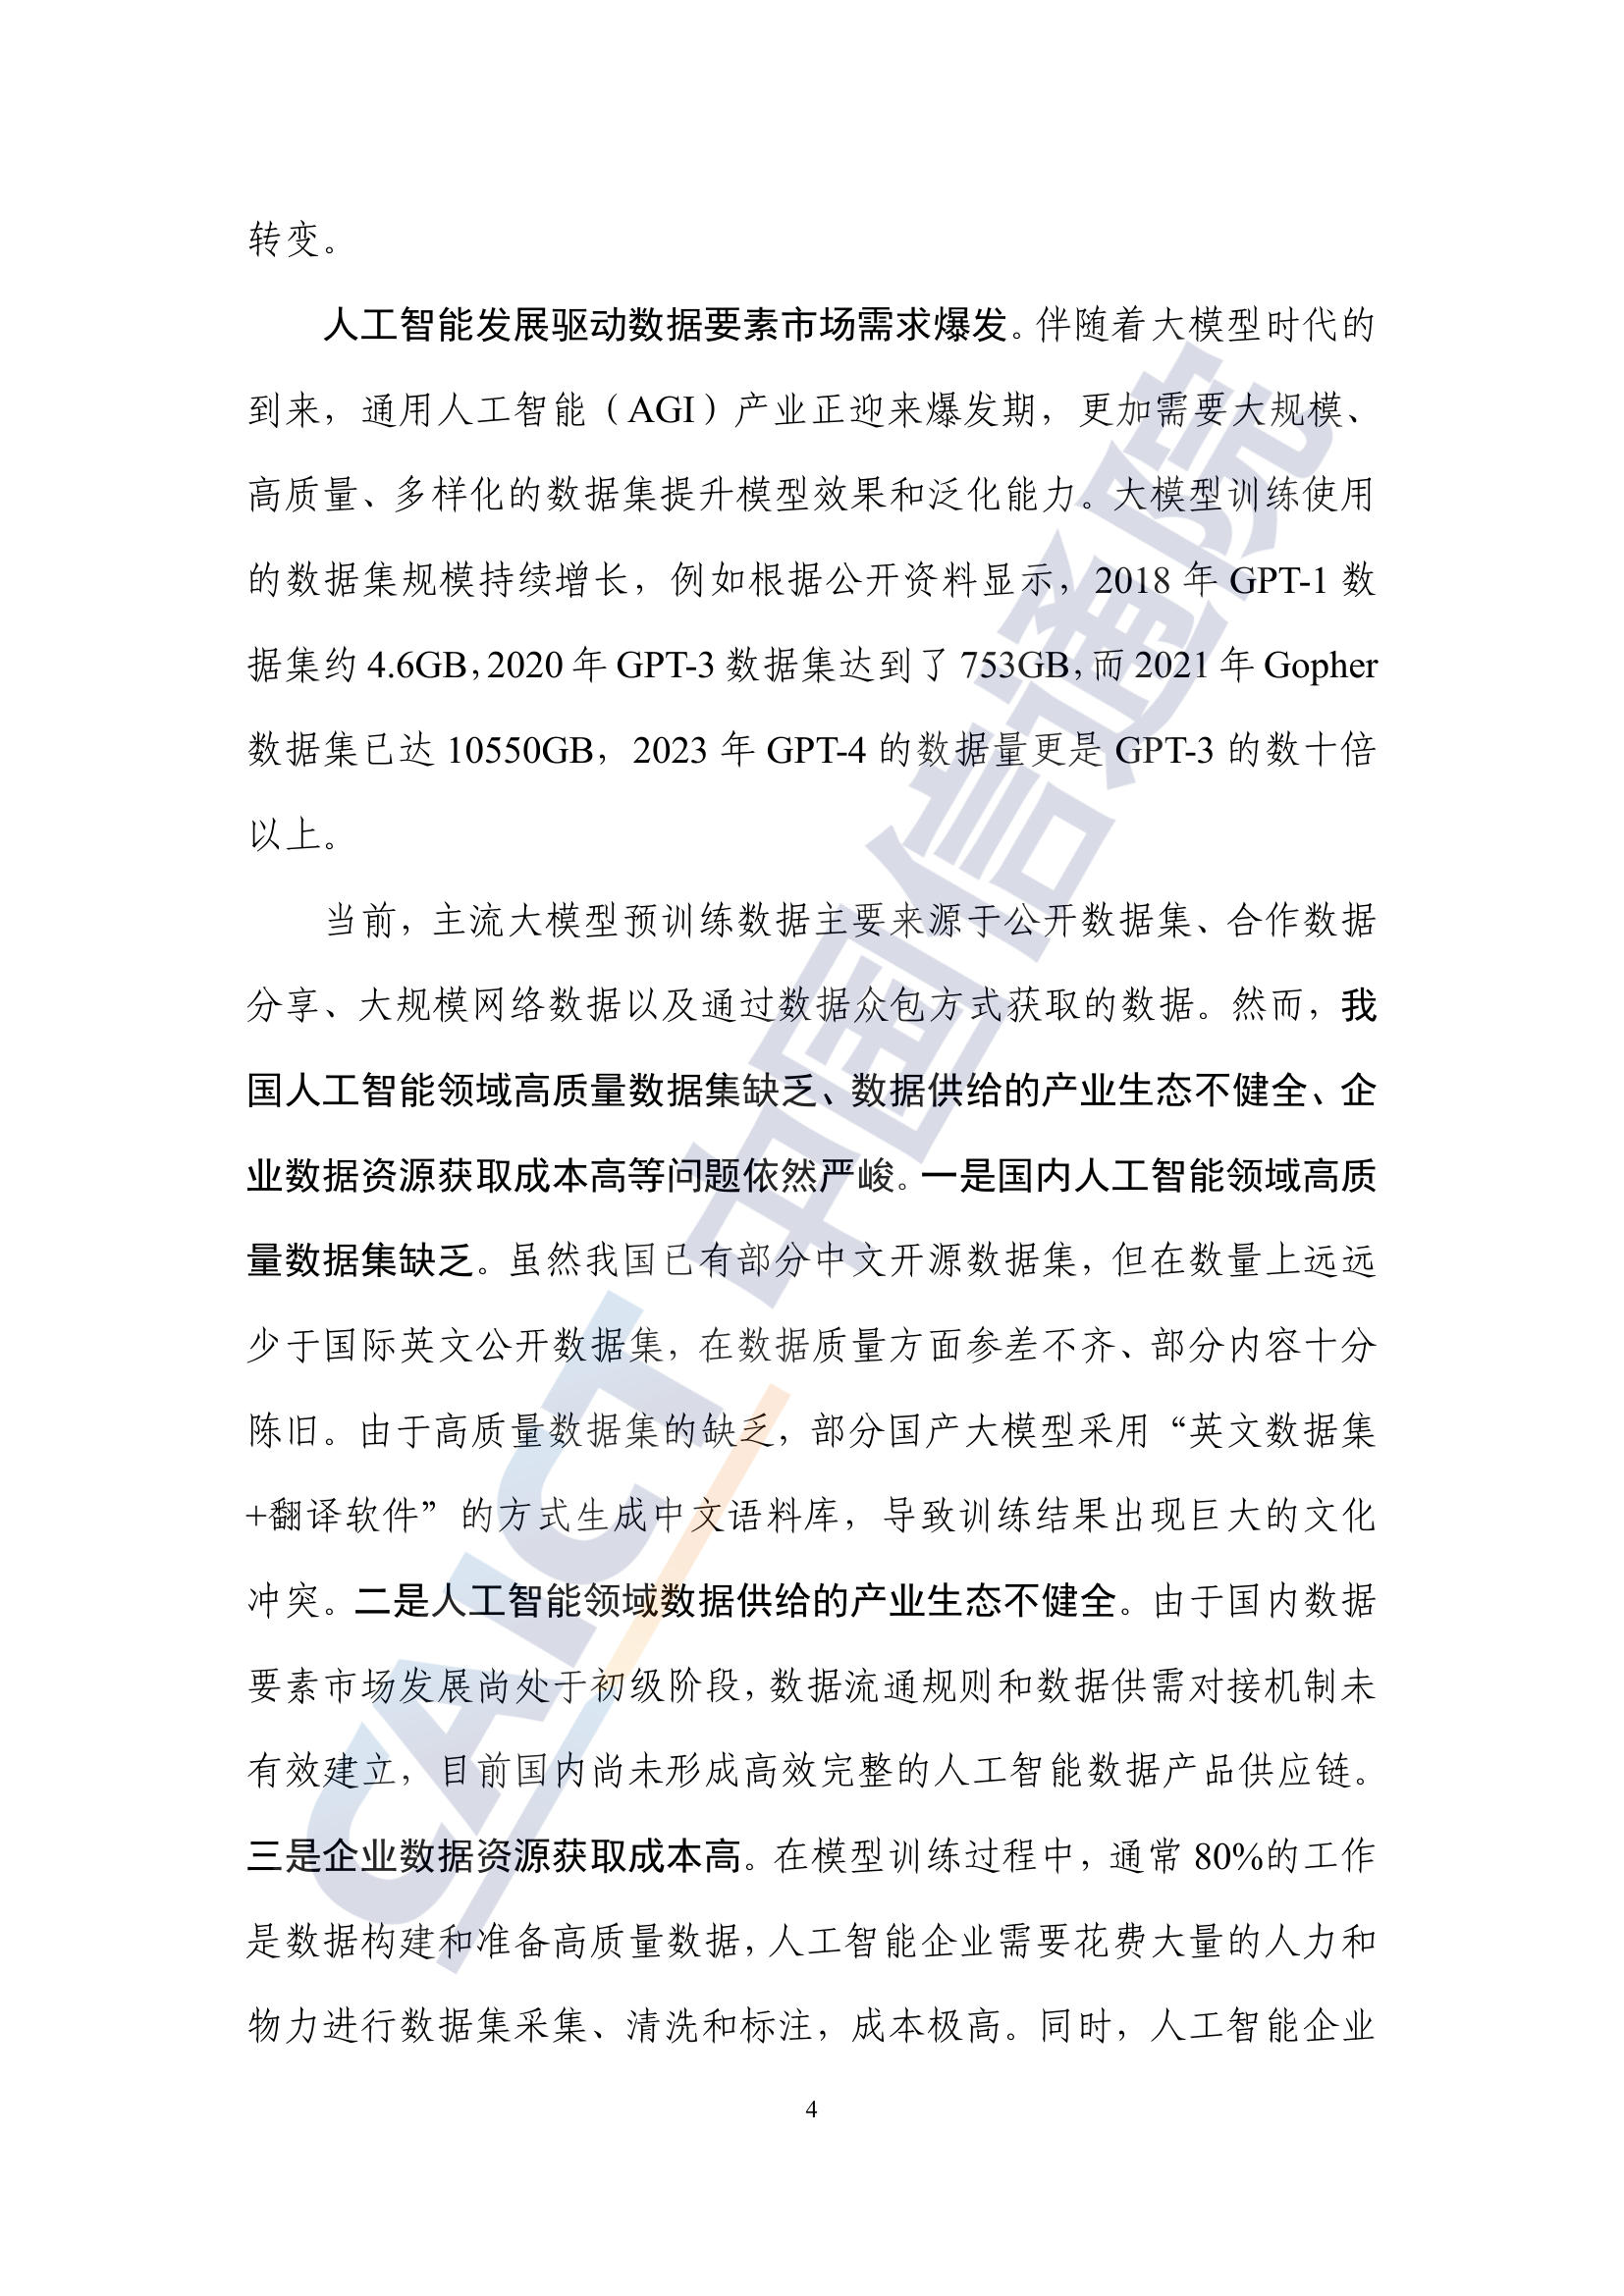 转变。
人工智能发展驱动数据要素市场需求爆发。伴随着大模型时代的
到来，通用人工智能（AGI）产业正迎来爆发期，更加需要大规模、
高质量、多样化的数据集提升模型效果和泛化能力。大模型训练使用
的数据集规模持续增长，例如根据公开资料显示，2018 年 GPT-1 数
据集约 4.6GB，2020 年 GPT-3 数据集达到了 753GB，而 2021 年 Gopher
数据集已达 10550GB，2023 年 GPT-4 的数据量更是 GPT-3 的数十倍
以上。
当前，主流大模型预训练数据主要来源于公开数据集、合作数据
分享、大规模网络数据以及通过数据众包方式获取的数据。然而，我
国人工智能领域高质量数据集缺乏、数据供给的产业生态不健全、企
业数据资源获取成本高等问题依然严峻。一是国内人工智能领域高质
量数据集缺乏。虽然我国已有部分中文开源数据集，但在数量上远远
少于国际英文公开数据集，在数据质量方面参差不齐、部分内容十分
陈旧。由于高质量数据集的缺乏，部分国产大模型采用“英文数据集
+翻译软件”的方式生成中文语料库，导致训练结果出现巨大的文化
冲突。二是人工智能领域数据供给的产业生态不健全。由于国内数据
要素市场发展尚处于初级阶段，数据流通规则和数据供需对接机制未
有效建立，目前国内尚未形成高效完整的人工智能数据产品供应链。
三是企业数据资源获取成本高。在模型训练过程中，通常 80%的工作
是数据构建和准备高质量数据，人工智能企业需要花费大量的人力和
物力进行数据集采集、清洗和标注，成本极高。同时，人工智能企业
4
CAICT 中国信通院